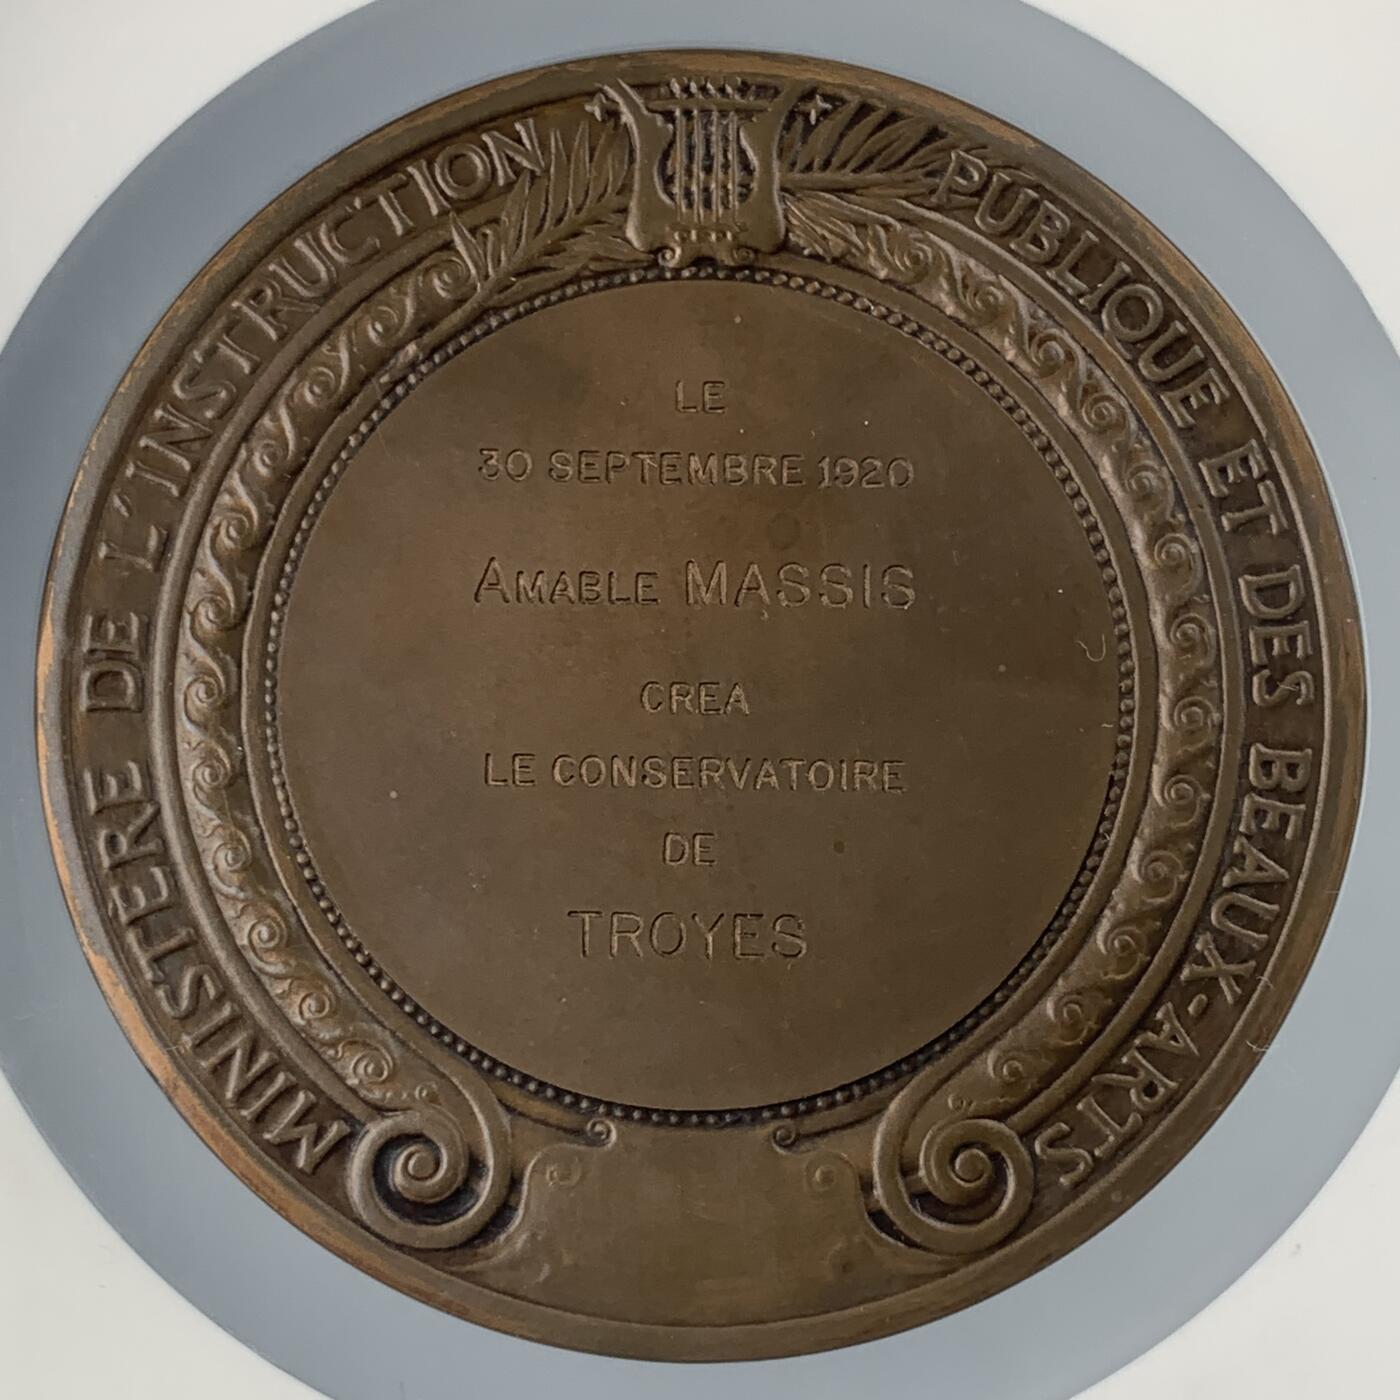 MINISTÈRE DE L'INSTRUCTION PUBLIQUE ET DES BEAUX-ARTS
LE
30 SEPTEMBRE 1920
AMABLE MASSIS
CREA
LE CONSERVATOIRE
DE
TROYES